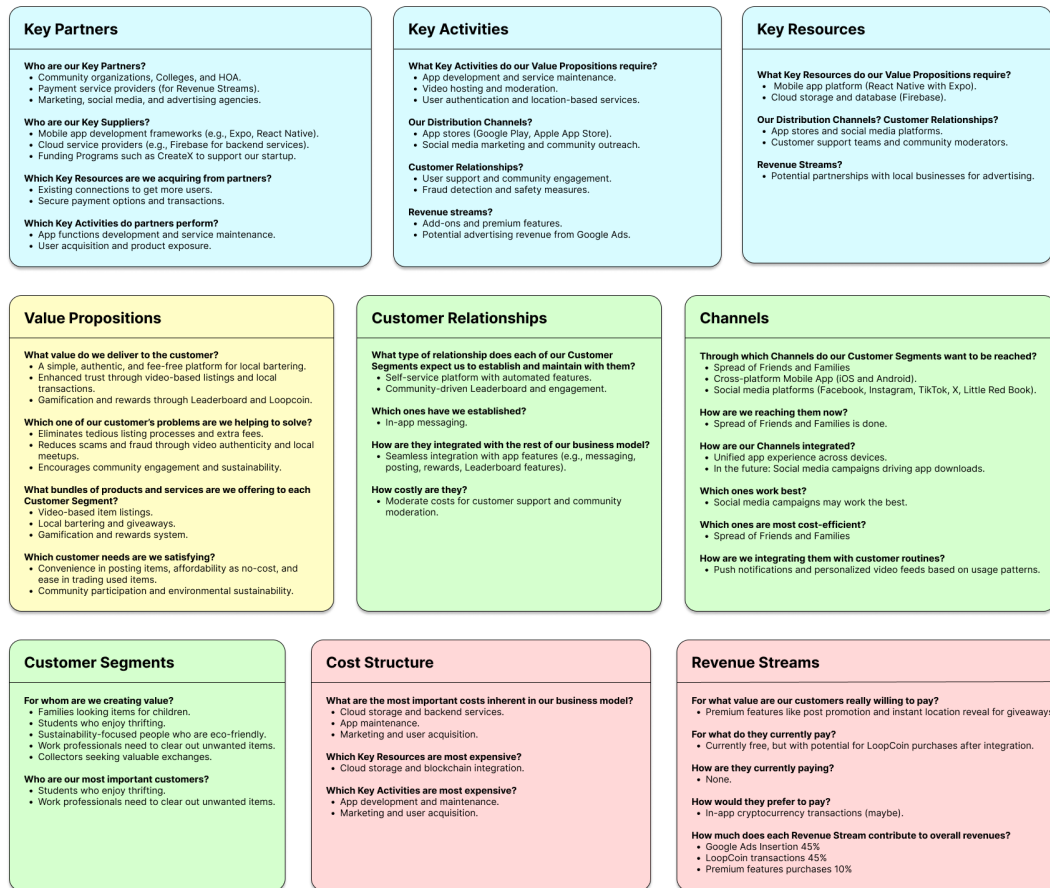 Key Partners
Who are our Key Partners?
• Community organizations, Colleges, and HOA.
• Payment service providers (for Revenue Streams).
• Marketing, social media, and advertising agencies.
Who are our Key Suppliers?
• Mobile app development frameworks (e.g., Expo, React Native).
• Cloud service providers (e.g., Firebase for backend services).
• Funding Programs such as CreateX to support our startup.
Which Key Resources are we acquiring from partners?
• Existing connections to get more users.
• Secure payment options and transactions.
Which Key Activities do partners perform?
• App functions development and service maintenance.
• User acquisition and product exposure.
Key Activities
What Key Activities do our Value Propositions require?
• App development and service maintenance.
• Video hosting and moderation.
• User authentication and location-based services.
Our Distribution Channels?
• App stores (Google Play, Apple App Store).
• Social media marketing and community outreach.
Customer Relationships?
• User support and community engagement.
• Fraud detection and safety measures.
Revenue streams?
• Add-ons and premium features.
• Potential advertising revenue from Google Ads.
Key Resources
What Key Resources do our Value Propositions require?
• Mobile app platform (React Native with Expo).
• Cloud storage and database (Firebase).
Our Distribution Channels? Customer Relationships?
• App stores and social media platforms.
• Customer support teams and community moderators.
Revenue Streams?
• Potential partnerships with local businesses for advertising.
Value Propositions
What value do we deliver to the customer?
• A simple, authentic, and fee-free platform for local bartering.
• Enhanced trust through video-based listings and local
transactions.
• Gamification and rewards through Leaderboard and Loopcoin.
Which one of our customer's problems are we helping to solve?
• Eliminates tedious listing processes and extra fees.
• Reduces scams and fraud through video authenticity and local
meetups.
• Encourages community engagement and sustainability.
What bundles of products and services are we offering to each
Customer Segment?
• Video-based item listings.
• Local bartering and giveaways.
• Gamification and rewards system.
Which customer needs are we satisfying?
• Convenience in posting items, affordability as no-cost, and
ease in trading used items.
• Community participation and environmental sustainability.
Customer Relationships
What type of relationship does each of our Customer
Segments expect us to establish and maintain with them?
• Self-service platform with automated features.
• Community-driven Leaderboard and engagement.
Which ones have we established?
• In-app messaging.
How are they integrated with the rest of our business model?
• Seamless integration with app features (e.g., messaging,
posting, rewards, Leaderboard features).
How costly are they?
• Moderate costs for customer support and community
moderation.
Channels
Through which Channels do our Customer Segments want to be reached?
• Spread of Friends and Families
• Cross-platform Mobile App (iOS and Android).
• Social media platforms (Facebook, Instagram, TikTok, X, Little Red Book).
How are we reaching them now?
• Spread of Friends and Families is done.
How are our Channels integrated?
• Unified app experience across devices.
• In the future: Social media campaigns driving app downloads.
Which ones work best?
• Social media campaigns may work the best.
Which ones are most cost-efficient?
• Spread of Friends and Families
How are we integrating them with customer routines?
• Push notifications and personalized video feeds based on usage patterns.
Customer Segments
For whom are we creating value?
• Families looking items for children.
• Students who enjoy thrifting.
• Sustainability-focused people who are eco-friendly.
• Work professionals need to clear out unwanted items.
• Collectors seeking valuable exchanges.
Who are our most important customers?
• Students who enjoy thrifting.
• Work professionals need to clear out unwanted items.
Cost Structure
What are the most important costs inherent in our business model?
• Cloud storage and backend services.
• App maintenance.
• Marketing and user acquisition.
Which Key Resources are most expensive?
• Cloud storage and blockchain integration.
Which Key Activities are most expensive?
• App development and maintenance.
• Marketing and user acquisition.
Revenue Streams
For what value are our customers really willing to pay?
• Premium features like post promotion and instant location reveal for giveaways
For what do they currently pay?
• Currently free, but with potential for LoopCoin purchases after integration.
How are they currently paying?
• None.
How would they prefer to pay?
• In-app cryptocurrency transactions (maybe).
How much does each Revenue Stream contribute to overall revenues?
• Google Ads Insertion 45%
• LoopCoin transactions 45%
• Premium features purchases 10%